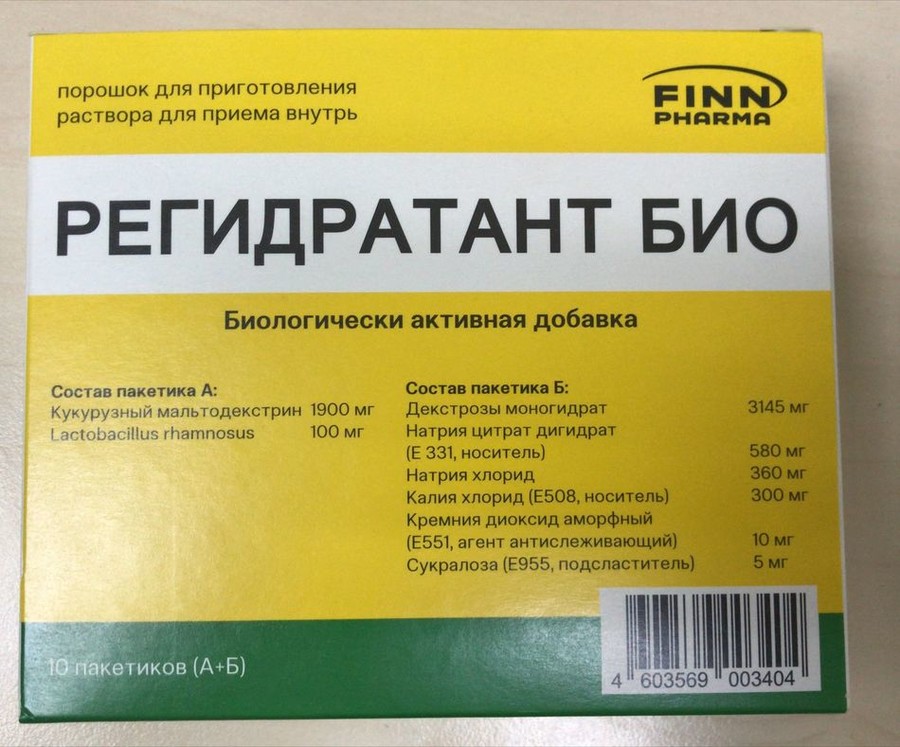 порошок для приготовления
раствора для приема внутрь
FINN
PHARMA
РЕГИДРАТАНТ БИО
Биологически активная добавка
Состав пакетика А:
Кукурузный мальтодекстрин 1900 мг
Lactobacillus rhamnosus 100 мг
Состав пакетика Б:
Декстрозы моногидрат 3145 мг
Натрия цитрат дигидрат
(Е 331, носитель) 580 мг
Натрия хлорид 360 мг
Калия хлорид (Е508, носитель) 300 мг
Кремния диоксид аморфный
(Е551, агент антислеживающий) 10 мг
Сукралоза (Е955, подсластитель) 5 мг
10 пакетиков (А+Б)
4 603569 003404